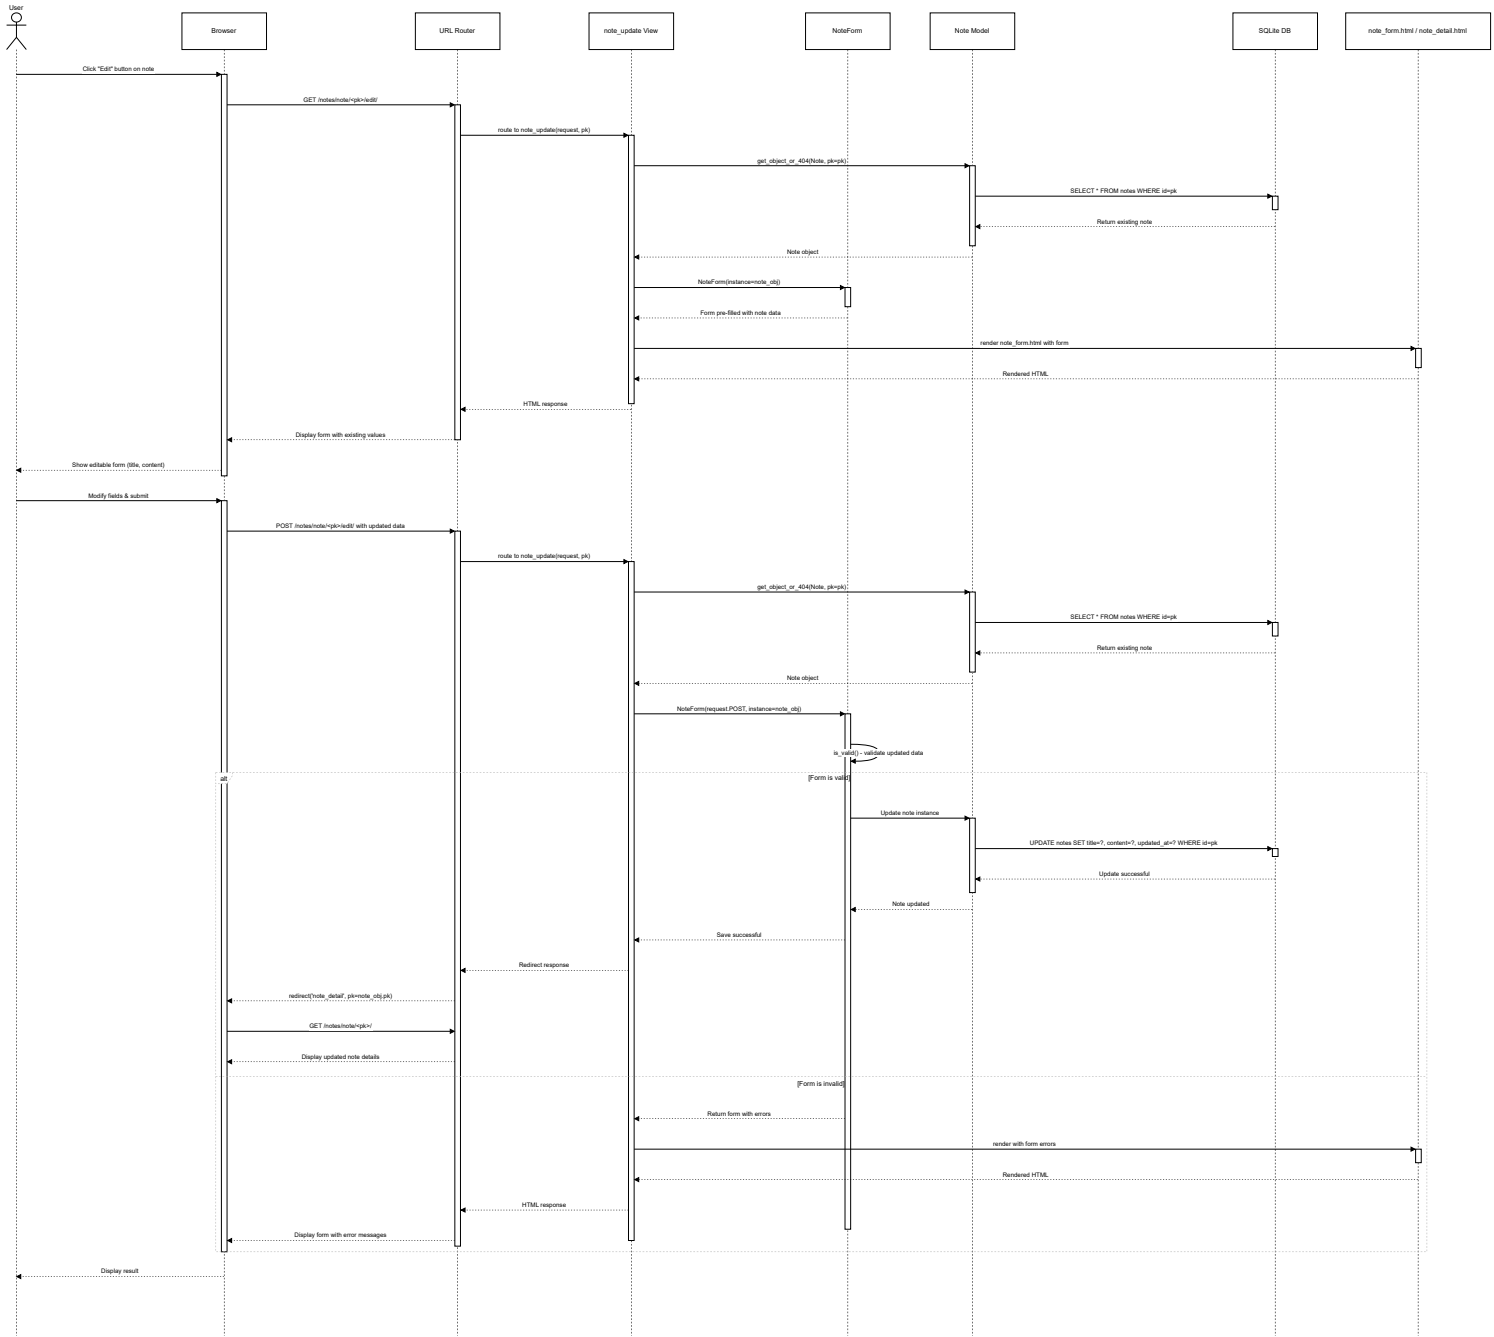 User
Browser
URL Router
note_update View
NoteForm
Note Model
SQLite DB
note_form.html / note_detail.html
Click "Edit" button on note
GET /notes/note/<pk>/edit/
route to note_update(request, pk)
get_object_or_404(Note, pk=pk)
SELECT * FROM notes WHERE id=pk
Return existing note
Note object
NoteForm(instance=note_obj)
Form pre-filled with note data
render note_form.html with form
Rendered HTML
HTML response
Display form with existing values
Show editable form (title, content)
Modify fields & submit
POST /notes/note/<pk>/edit/ with updated data
route to note_update(request, pk)
get_object_or_404(Note, pk=pk)
SELECT * FROM notes WHERE id=pk
Return existing note
Note object
NoteForm(request.POST, instance=note_obj)
is_valid() - validate updated data
alt
[Form is valid]
Update note instance
UPDATE notes SET title=?, content=?, updated_at=? WHERE id=pk
Update successful
Note updated
Save successful
Redirect response
redirect('note_detail', pk=note_obj.pk)
GET /notes/note/<pk>/
Display updated note details
[Form is invalid]
Return form with errors
render with form errors
Rendered HTML
HTML response
Display form with error messages
Display result